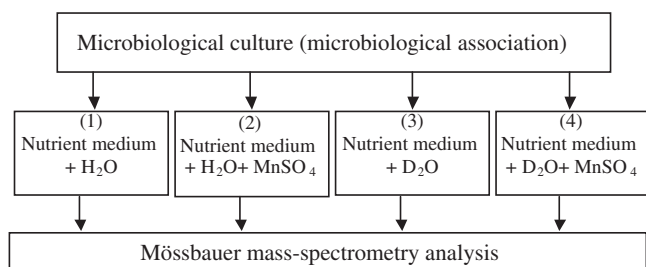 Microbiological culture (microbiological association)
(1)
Nutrient medium
+ H₂O
(2)
Nutrient medium
+ H₂O+ MnSO₄
(3)
Nutrient medium
+ D₂O
(4)
Nutrient medium
+ D₂O+ MnSO₄
Mössbauer mass-spectrometry analysis